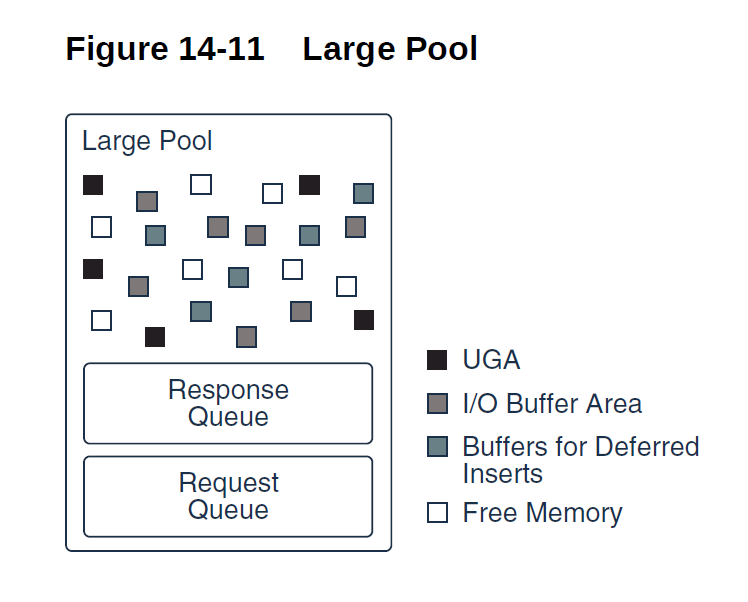 Figure 14-11 Large Pool
Large Pool
Response
Queue
Request
Queue
UGA
I/O Buffer Area
Buffers for Deferred
Inserts
Free Memory